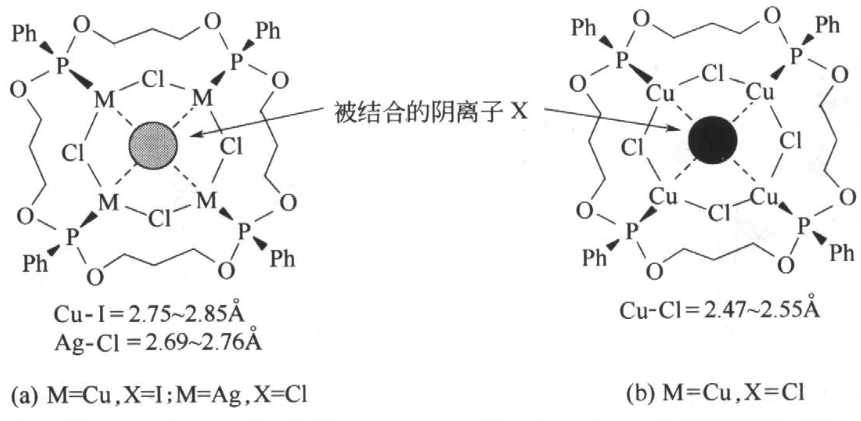 Ph
O
O
Ph
P
P
Cl
O
M
M
O
Cl
Cl
M
M
O
Cl
O
P
P
Ph
Ph
O
O
Cu-I=2.75~2.85Å
Ag-Cl=2.69~2.76Å
(a) M=Cu,X=I;M=Ag,X=Cl
被结合的阴离子 X
Ph
O
O
Ph
P
P
Cl
O
Cu
Cu
O
Cl
Cl
Cu
Cu
O
Cl
O
P
P
Ph
Ph
O
O
Cu-Cl=2.47~2.55Å
(b) M=Cu,X=Cl